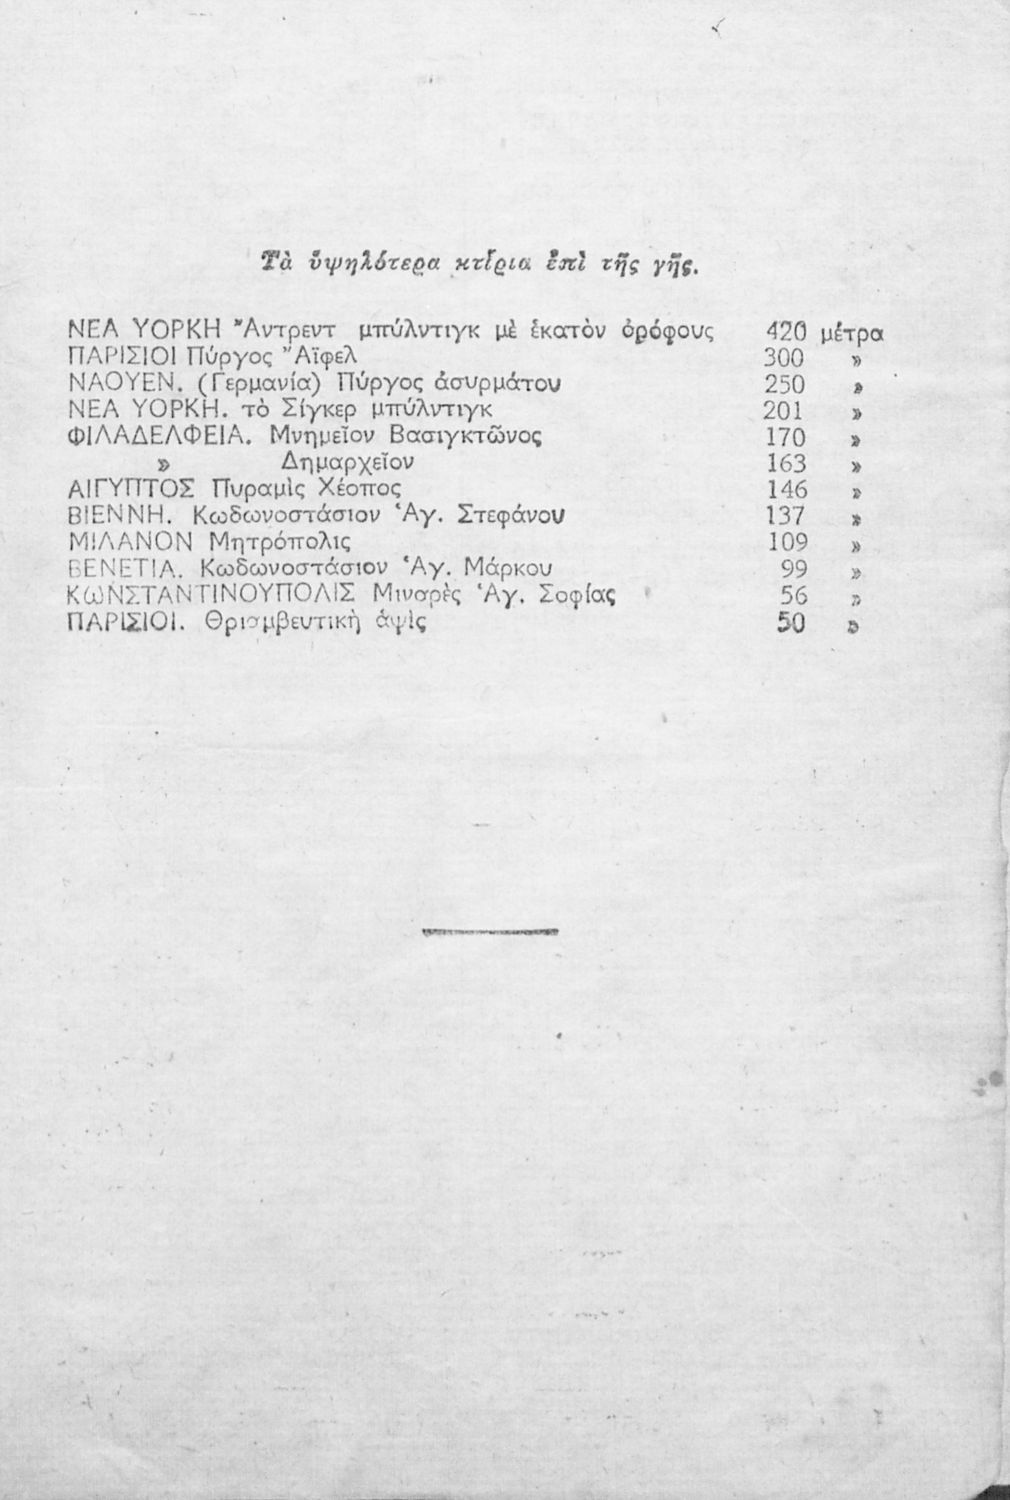 Τὰ ὑψηλότερα κτίρια ἐπὶ τῆς γῆς.
ΝΕΑ ΥΟΡΚΗ Ἄντρεντ μπύλντιγκ μὲ ἑκατὸν ὀρόφους 420 μέτρα
ΠΑΡΙΣΙΟΙ Πύργος Ἄϊφελ 300 »
ΝΑΟΥΕΝ. (Γερμανία) Πύργος ἀσυρμάτου 250 »
ΝΕΑ ΥΟΡΚΗ. τὸ Σίγκερ μπύλντιγκ 201 »
ΦΙΛΑΔΕΛΦΕΙΑ. Μνημεῖον Βασιγκτῶνος 170 »
» Δημαρχεῖον 163 »
ΑΙΓΥΠΤΟΣ Πυραμὶς Χέοπος 146 »
ΒΙΕΝΝΗ. Κωδωνοστάσιον Ἁγ. Στεφάνου 137 »
ΜΙΛΑΝΟΝ Μητρόπολις 109 »
ΒΕΝΕΤΙΑ. Κωδωνοστάσιον Ἁγ. Μάρκου 99 »
ΚΩΝΣΤΑΝΤΙΝΟΥΠΟΛΙΣ Μιναρὲς Ἁγ. Σοφίας 56 »
ΠΑΡΙΣΙΟΙ. Θριαμβευτικὴ ἁψὶς 50 »